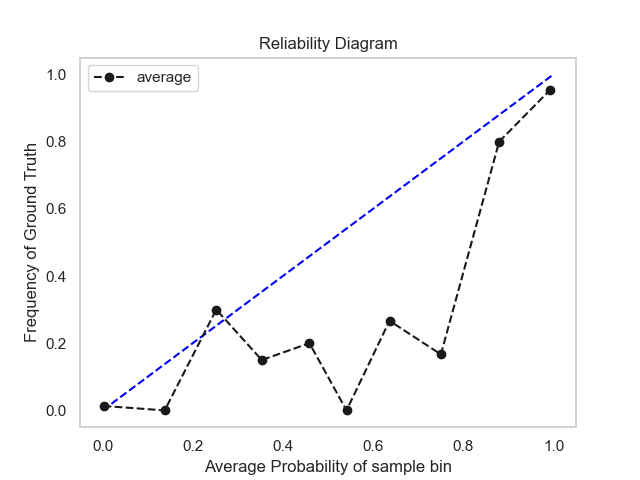 Reliability Diagram
average
1.0
0.8
0.6
0.4
0.2
0.0
Frequency of Ground Truth
0.0 0.2 0.4 0.6 0.8 1.0
Average Probability of sample bin